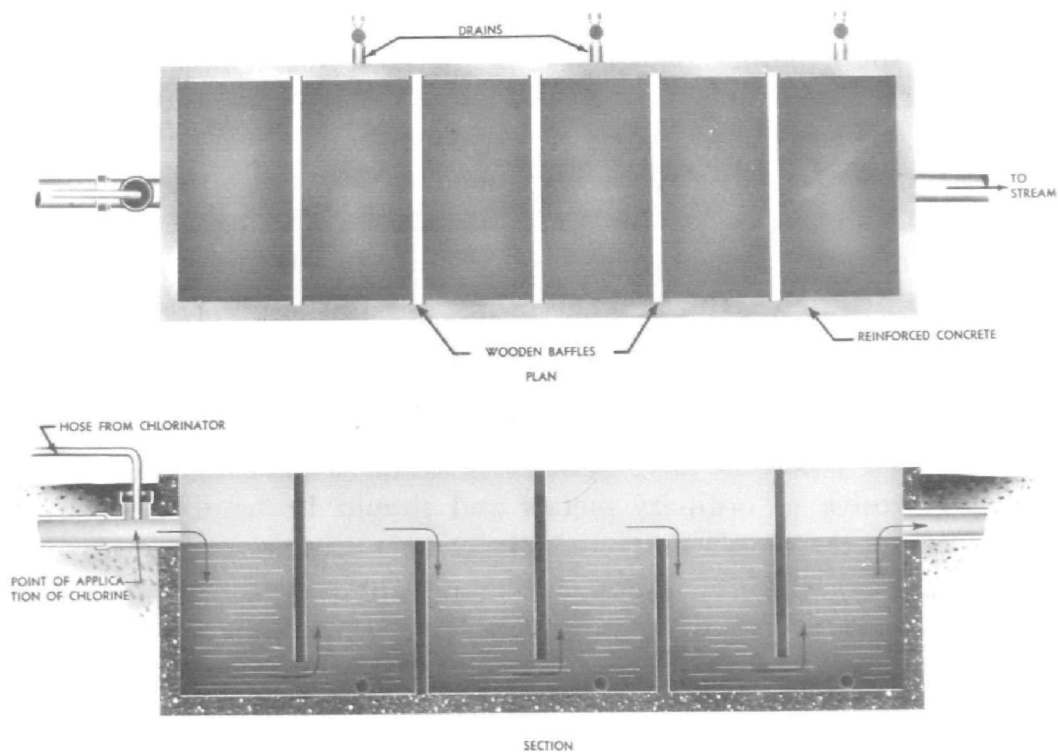 DRAINS
TO
STREAM
REINFORCED CONCRETE
WOODEN BAFFLES
PLAN
HOSE FROM CHLORINATOR
POINT OF APPLICA
TION OF CHLORINE
SECTION